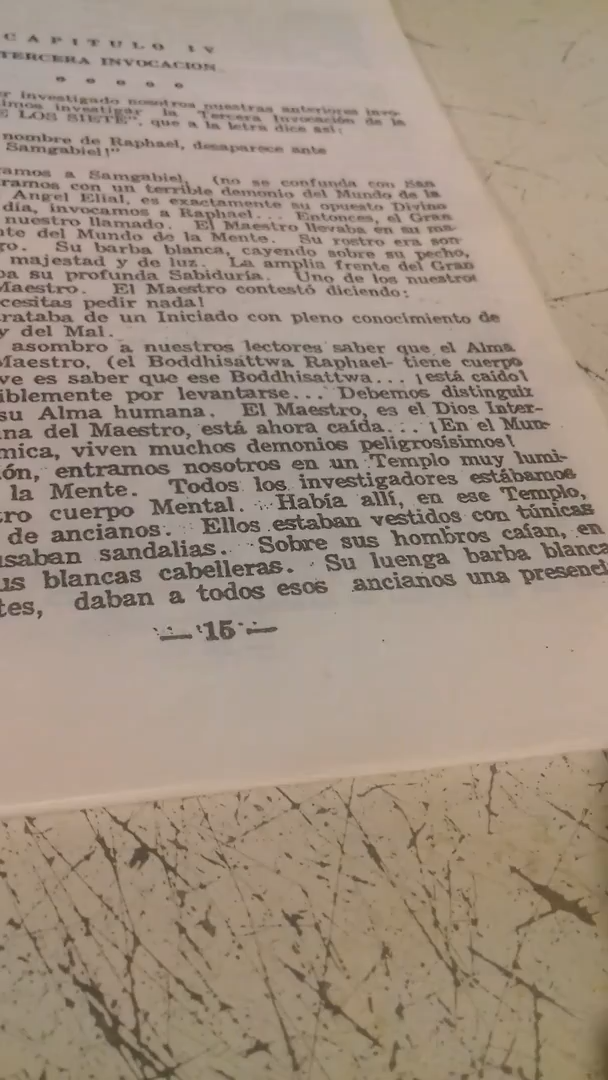 CAPITULO IV
TERCERA INVOCACION
r investigado nosotros nuestras anteriores invo-
imos investigar la Tercera Invocación de la
E LOS SIETE", que a la letra dice así:
nombre de Raphael, desaparece ante
Samgabiel!"
amos a Samgabiel, (no se confunda con San
ramos con un terrible demonio del Mundo de la
Angel Elial, es exactamente su opuesto Divino
día, invocamos a Raphael... Entonces, el Gran
nuestro llamado. El Maestro llevaba en su ma-
nte del Mundo de la Mente. Su rostro era son-
ro. Su barba blanca, cayendo sobre su pecho,
majestad y de luz. La amplia frente del Gran
ba su profunda Sabiduría. Uno de los nuestros
Maestro. El Maestro contestó diciendo:
cesitas pedir nada!
rataba de un Iniciado con pleno conocimiento de
y del Mal.
asombro a nuestros lectores saber que el Alma
Maestro, (el Boddhisattwa Raphael- tiene cuerpo
ve es saber que ese Boddhisattwa... ¡está caído!
iblemente por levantarse... Debemos distinguir
su Alma humana. El Maestro, es el Dios Inter-
na del Maestro, está ahora caída... ¡En el Mun-
mica, viven muchos demonios peligrosísimos!
ón, entramos nosotros en un Templo muy lumi-
la Mente. Todos los investigadores estábamos
tro cuerpo Mental. Había allí, en ese Templo,
de ancianos. Ellos estaban vestidos con túnicas
usaban sandalias. Sobre sus hombros caían, en
us blancas cabelleras. Su luenga barba blanca
tes, daban a todos esos ancianos una presenci
— 15 —